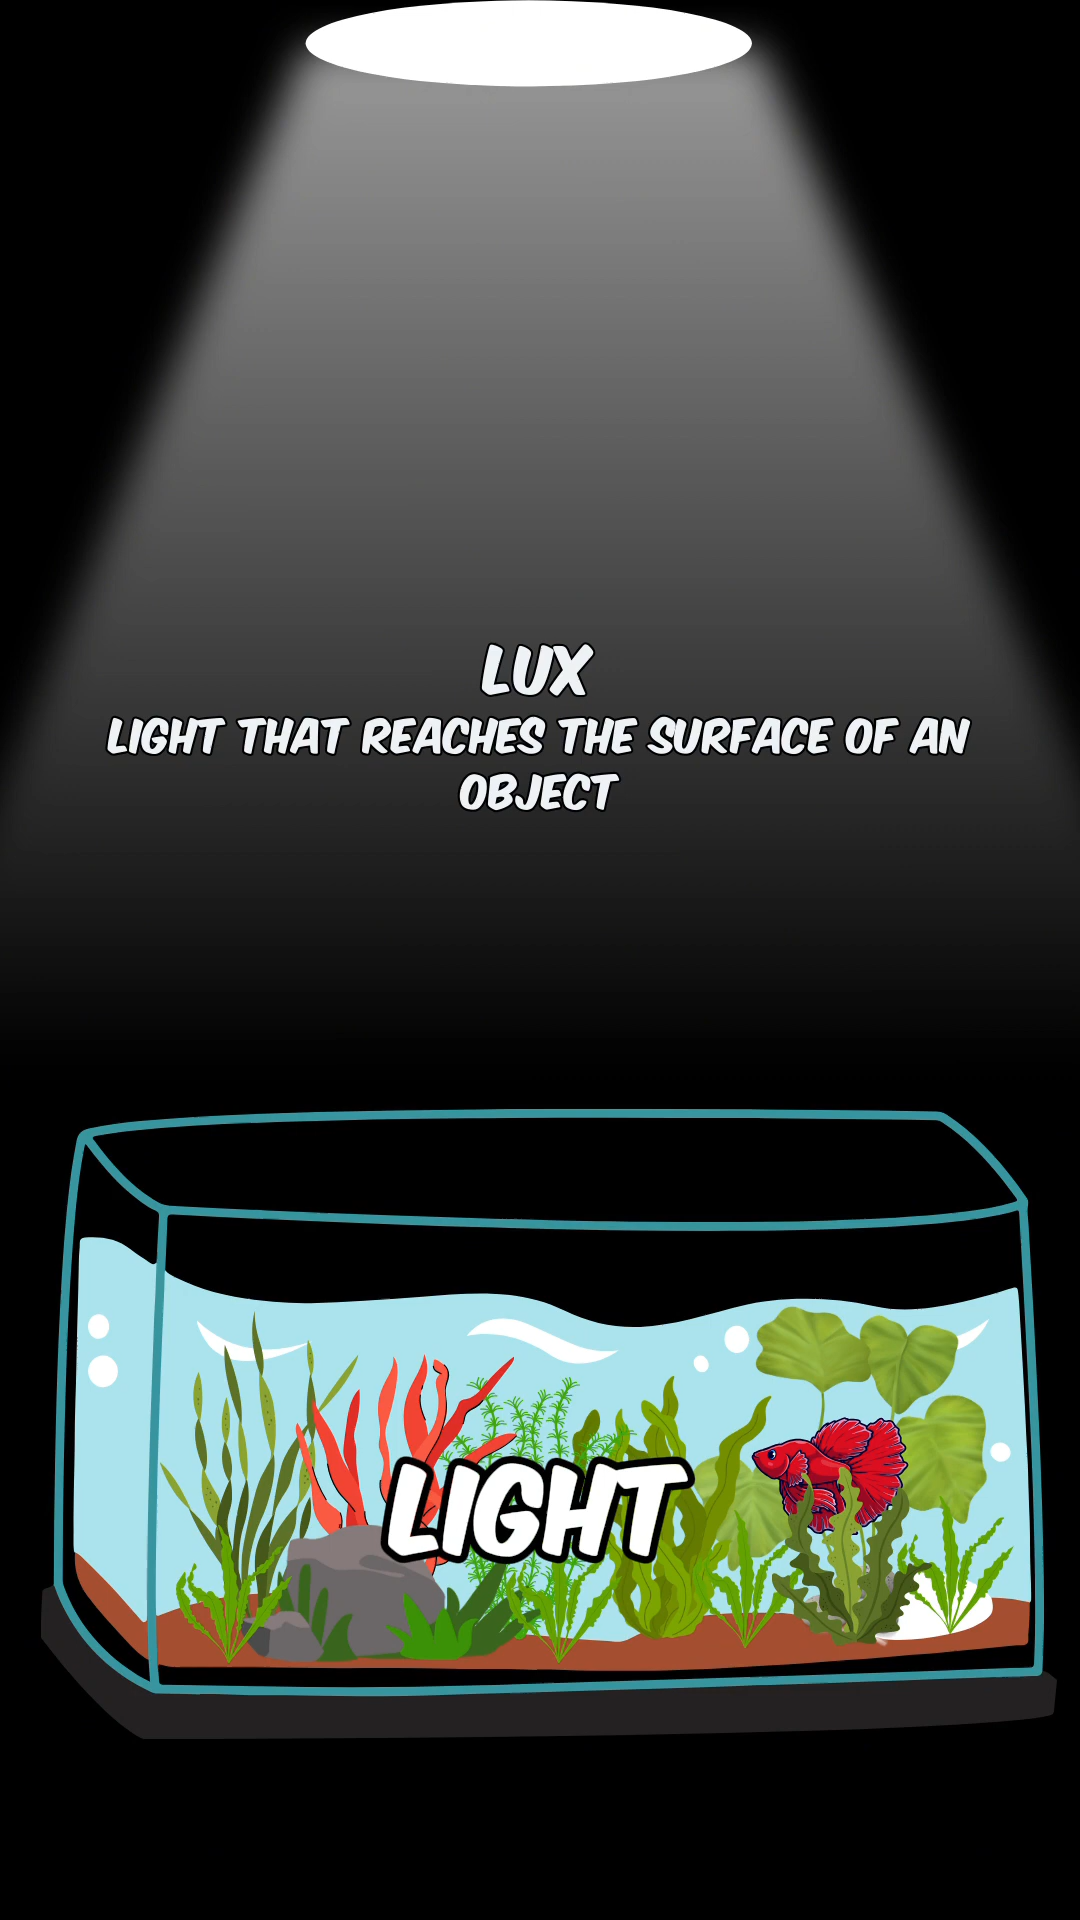 LUX
LIGHT THAT REACHES THE SURFACE OF AN
OBJECT
LIGHT